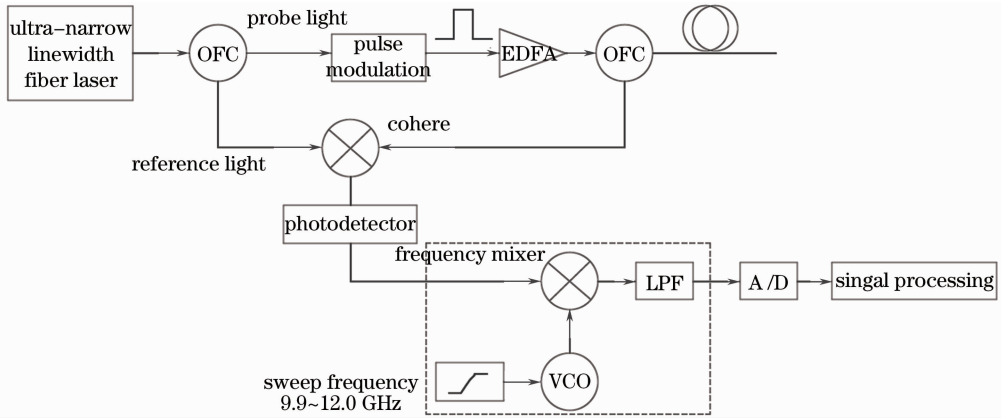 ultra-narrow
linewidth
fiber laser
OFC
probe light
pulse
modulation
EDFA
OFC
cohere
reference light
photodetector
frequency mixer
LPF
A/D
singal processing
sweep frequency
9.9~12.0 GHz
VCO